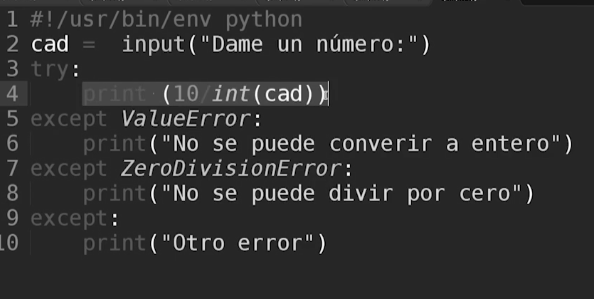 1 #!/usr/bin/env python
2 cad =  input("Dame un número:")
3 try:
4     print (10/int(cad))
5 except ValueError:
6     print("No se puede converir a entero")
7 except ZeroDivisionError:
8     print("No se puede divir por cero")
9 except:
10     print("Otro error")